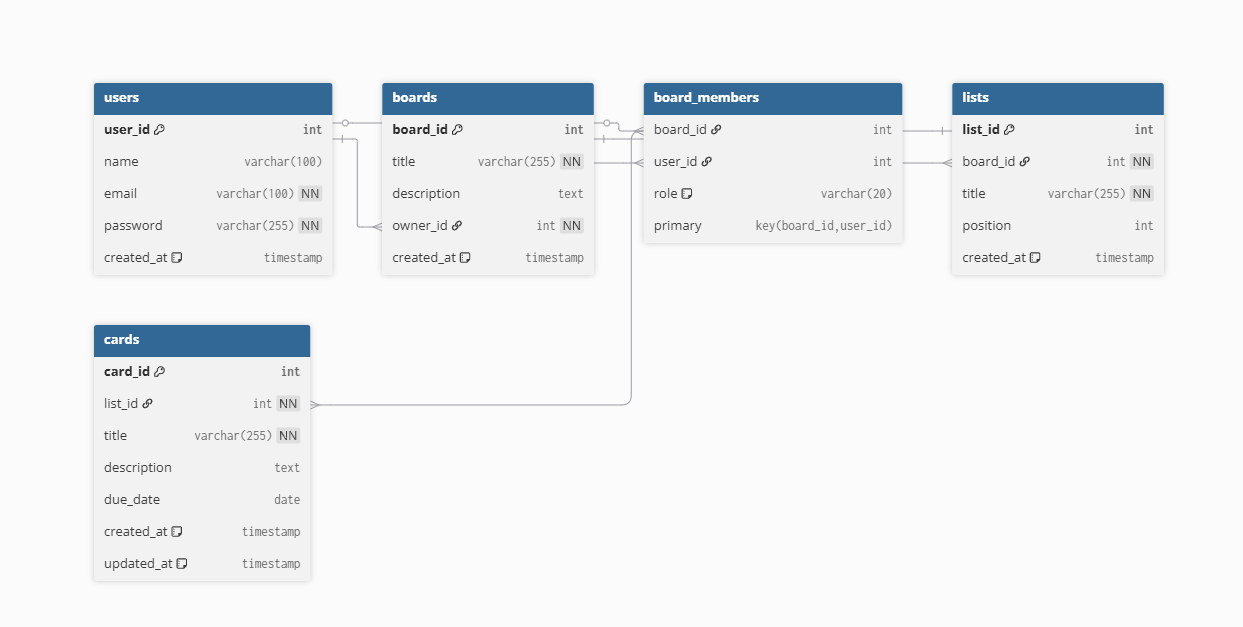 users
user_id int
name varchar(100)
email varchar(100) NN
password varchar(255) NN
created_at timestamp
boards
board_id int
title varchar(255) NN
description text
owner_id int NN
created_at timestamp
board_members
board_id int
user_id int
role varchar(20)
primary key(board_id,user_id)
lists
list_id int
board_id int NN
title varchar(255) NN
position int
created_at timestamp
cards
card_id int
list_id int NN
title varchar(255) NN
description text
due_date date
created_at timestamp
updated_at timestamp